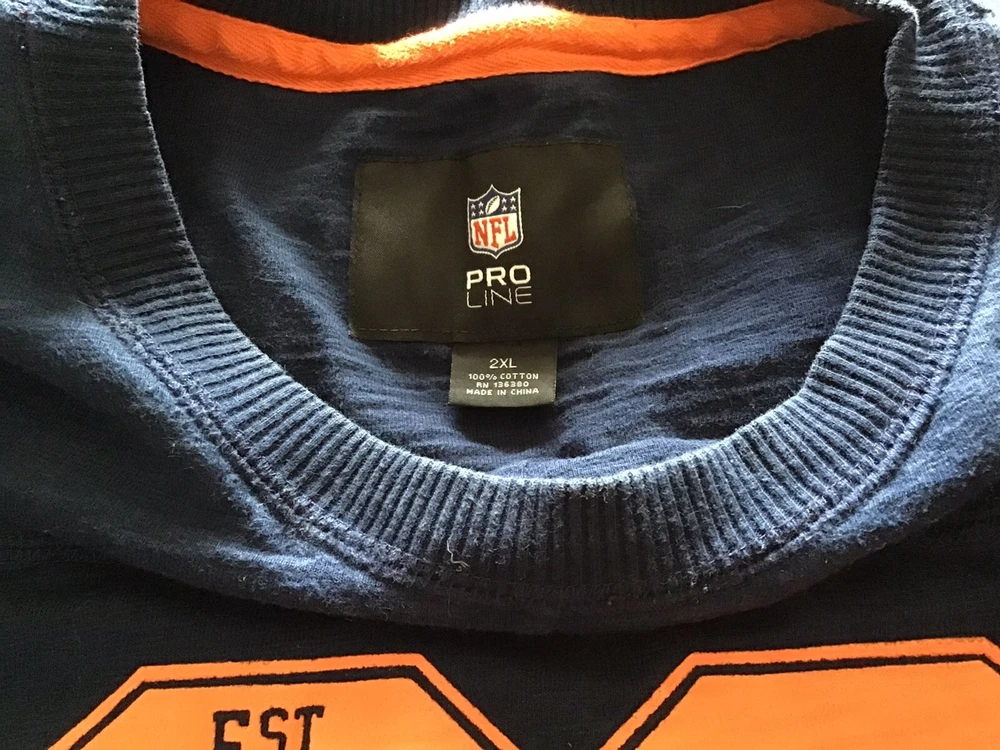 NFL
PRO
LINE
2XL
100% COTTON
RN 136380
MADE IN CHINA
EST